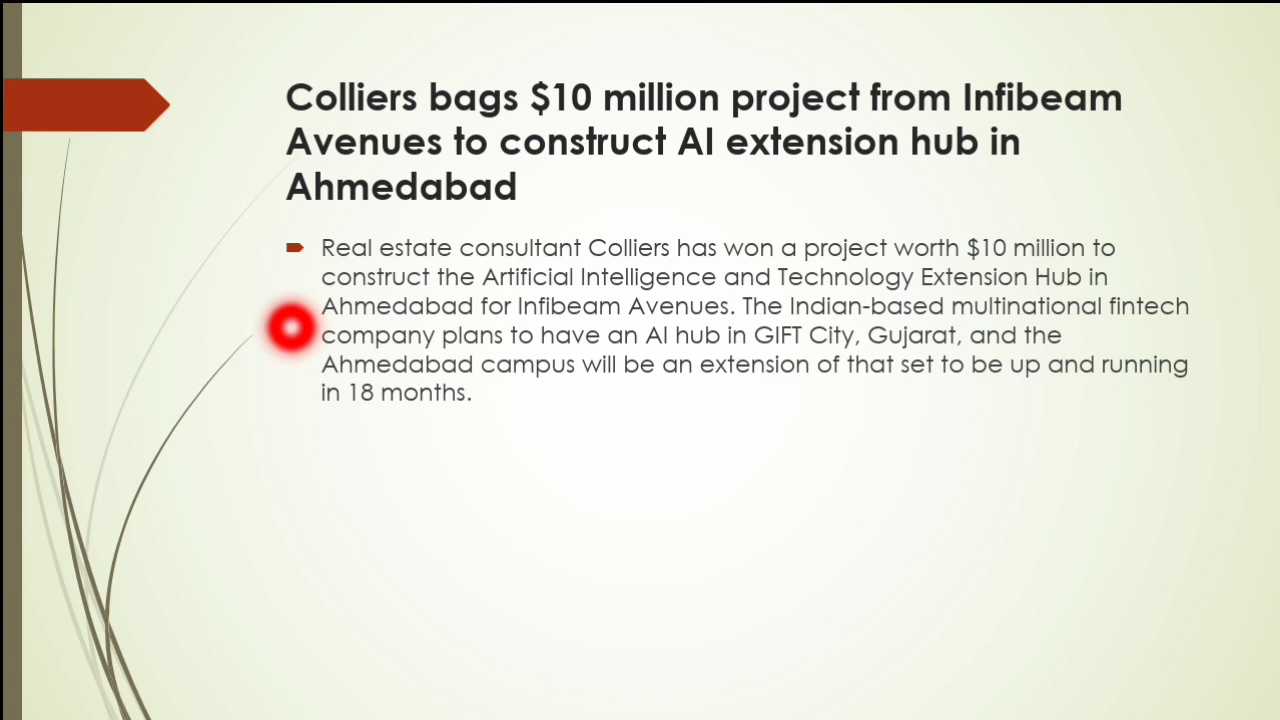 Colliers bags $10 million project from Infibeam
Avenues to construct AI extension hub in
Ahmedabad
Real estate consultant Colliers has won a project worth $10 million to
construct the Artificial Intelligence and Technology Extension Hub in
Ahmedabad for Infibeam Avenues. The Indian-based multinational fintech
company plans to have an AI hub in GIFT City, Gujarat, and the
Ahmedabad campus will be an extension of that set to be up and running
in 18 months.